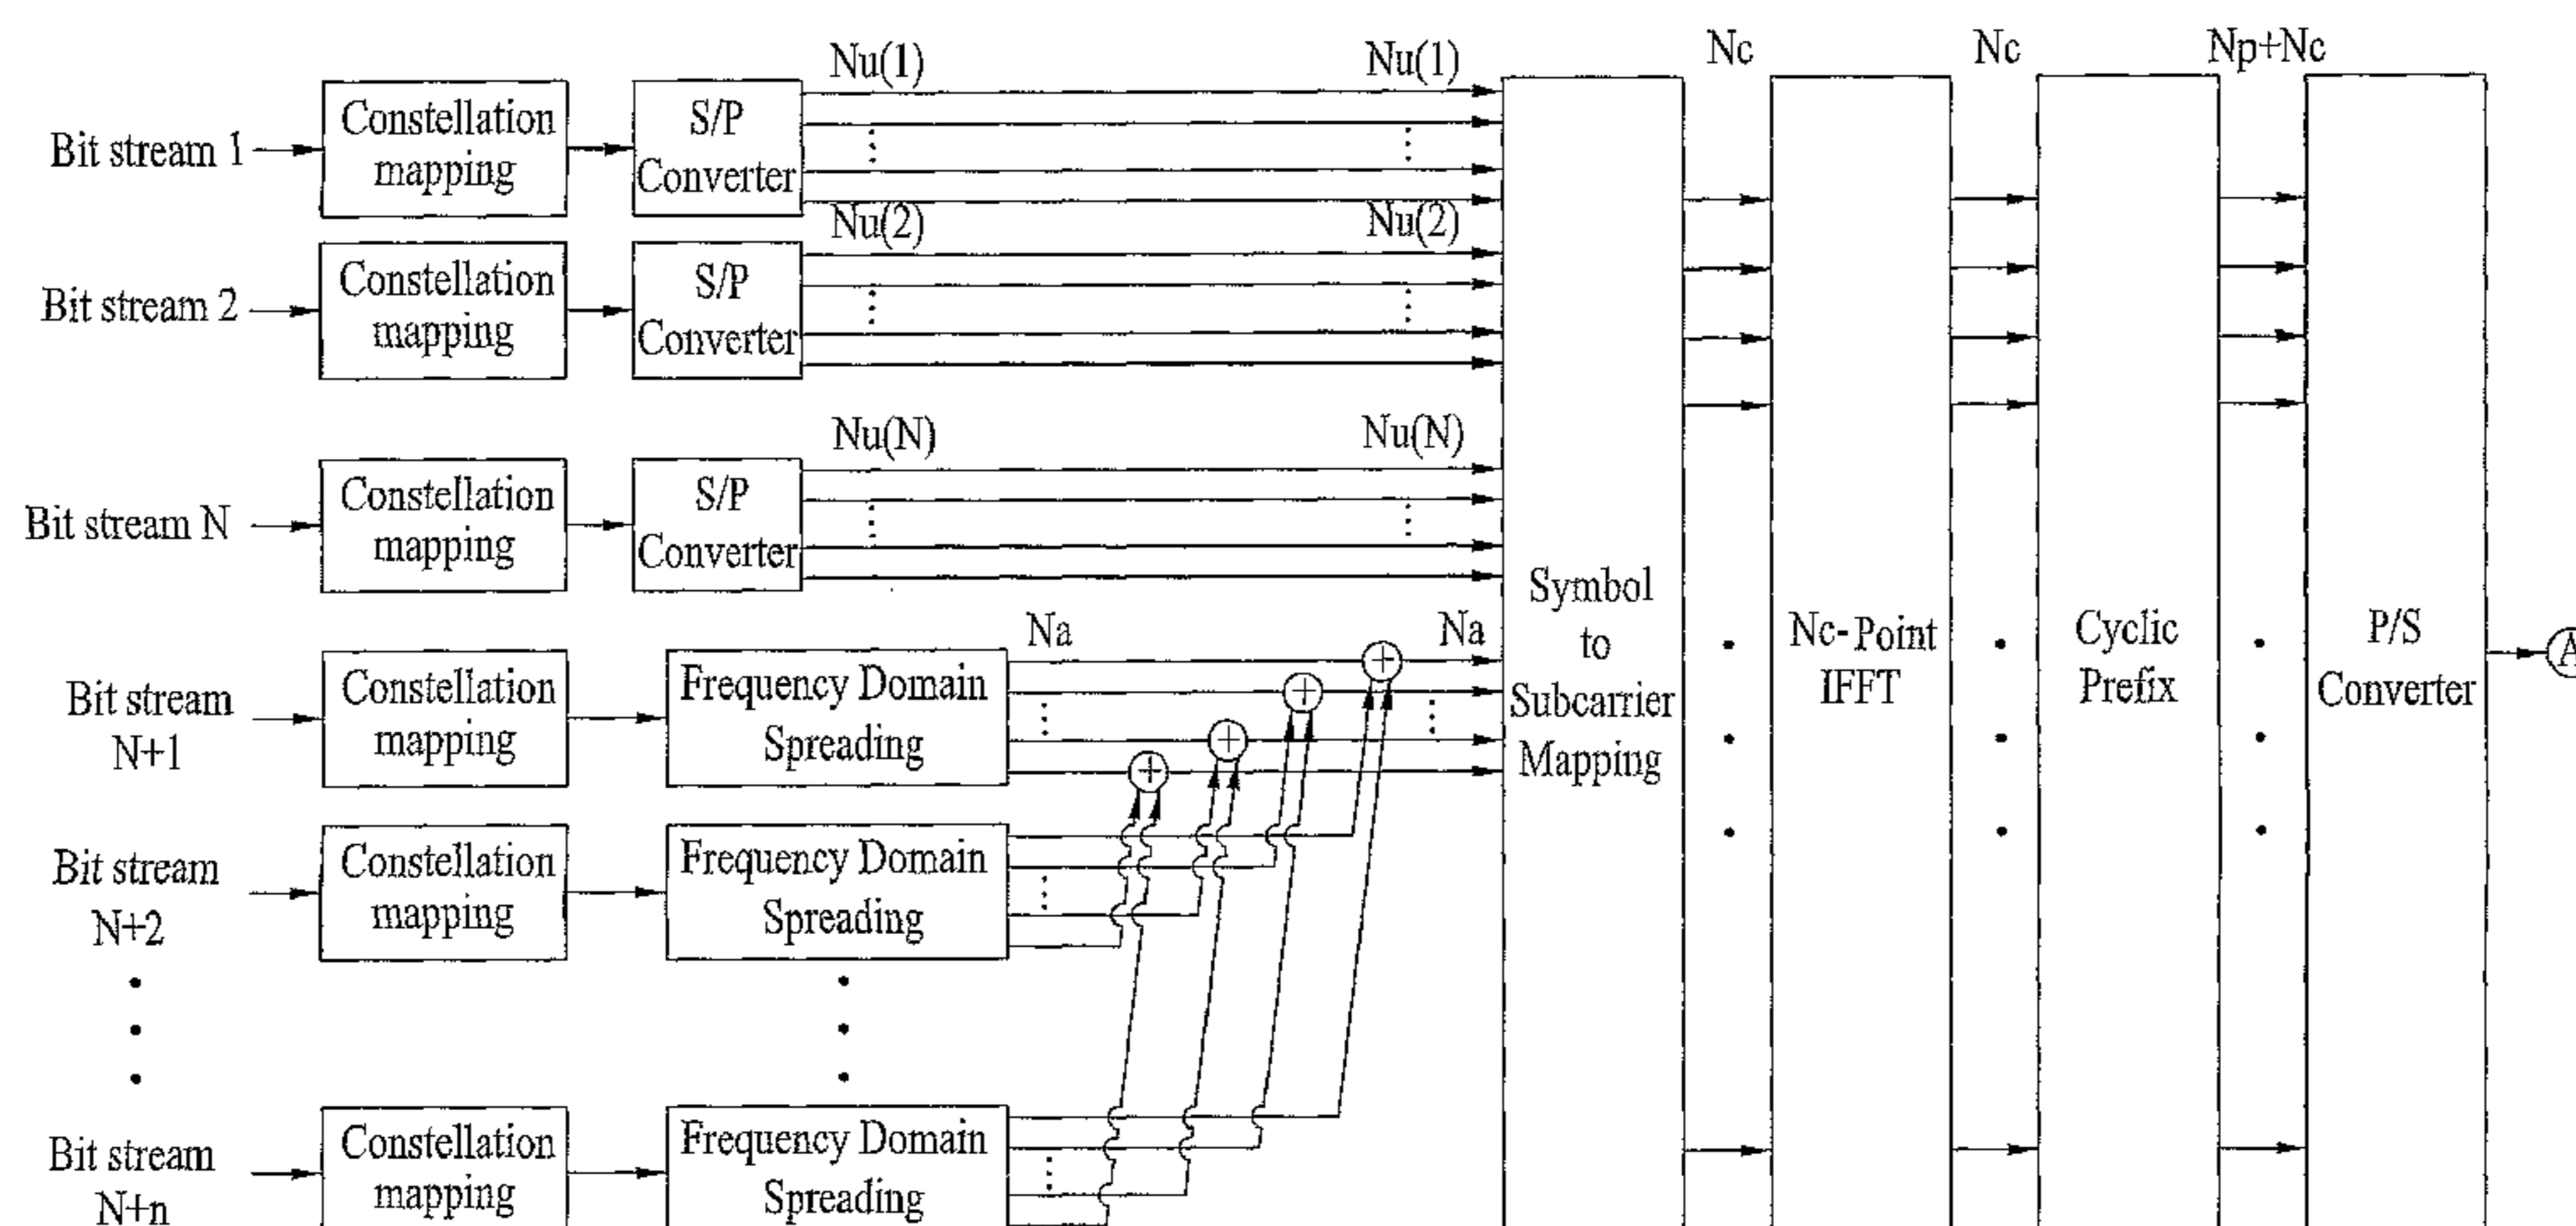 Nu(1) Nu(1) Nc Nc Np+Nc
Bit stream 1
Constellation
mapping
S/P
Converter
Nu(2) Nu(2)
Bit stream 2
Constellation
mapping
S/P
Converter
Nu(N) Nu(N)
Bit stream N
Constellation
mapping
S/P
Converter
Na Na
Bit stream
N+1
Constellation
mapping
Frequency Domain
Spreading
Bit stream
N+2
Constellation
mapping
Frequency Domain
Spreading
Bit stream
N+n
Constellation
mapping
Frequency Domain
Spreading
Symbol
to
Subcarrier
Mapping
Nc-Point
IFFT
Cyclic
Prefix
P/S
Converter
A